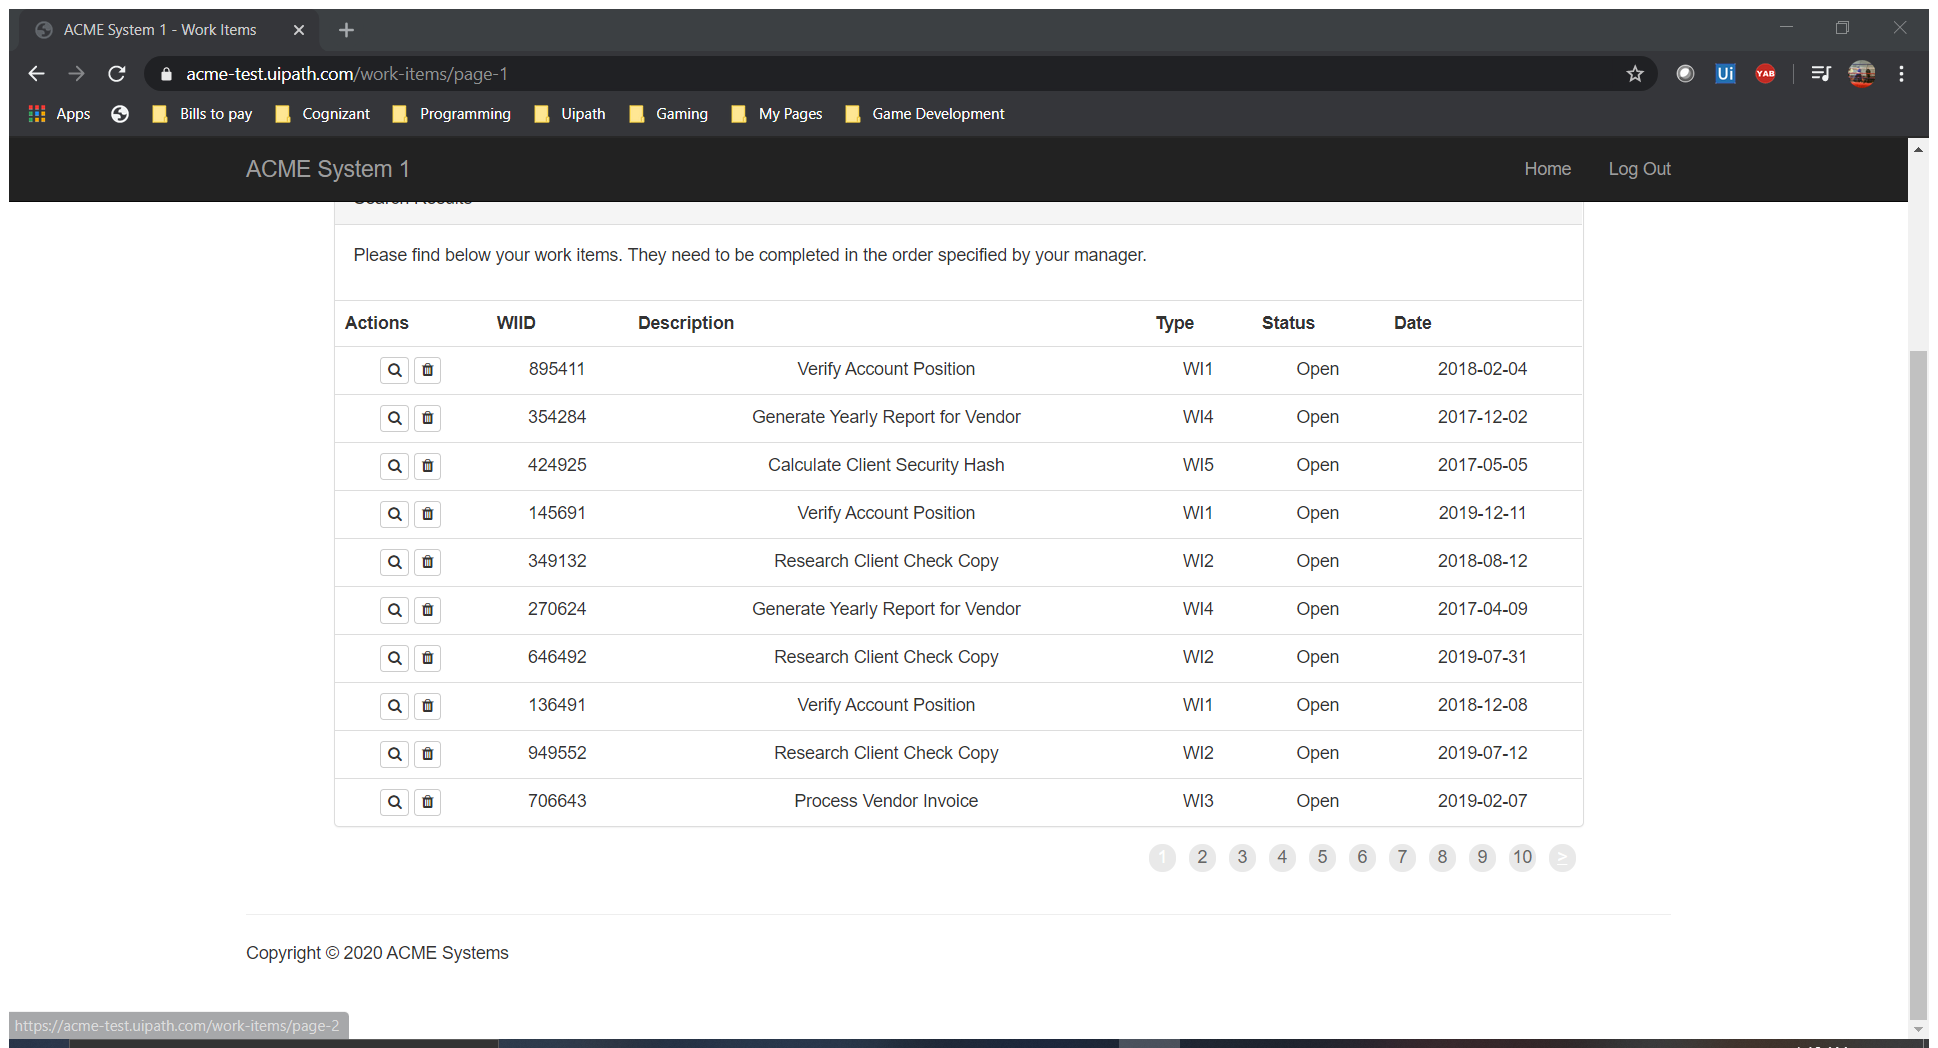 ACME System 1 - Work Items
acme-test.uipath.com/work-items/page-1
Ui YAB
Apps Bills to pay Cognizant Programming Uipath Gaming My Pages Game Development
ACME System 1 Home Log Out
Search Results
Please find below your work items. They need to be completed in the order specified by your manager.
Actions WIID Description Type Status Date
895411 Verify Account Position WI1 Open 2018-02-04
354284 Generate Yearly Report for Vendor WI4 Open 2017-12-02
424925 Calculate Client Security Hash WI5 Open 2017-05-05
145691 Verify Account Position WI1 Open 2019-12-11
349132 Research Client Check Copy WI2 Open 2018-08-12
270624 Generate Yearly Report for Vendor WI4 Open 2017-04-09
646492 Research Client Check Copy WI2 Open 2019-07-31
136491 Verify Account Position WI1 Open 2018-12-08
949552 Research Client Check Copy WI2 Open 2019-07-12
706643 Process Vendor Invoice WI3 Open 2019-02-07
1 2 3 4 5 6 7 8 9 10 >
Copyright © 2020 ACME Systems
https://acme-test.uipath.com/work-items/page-2